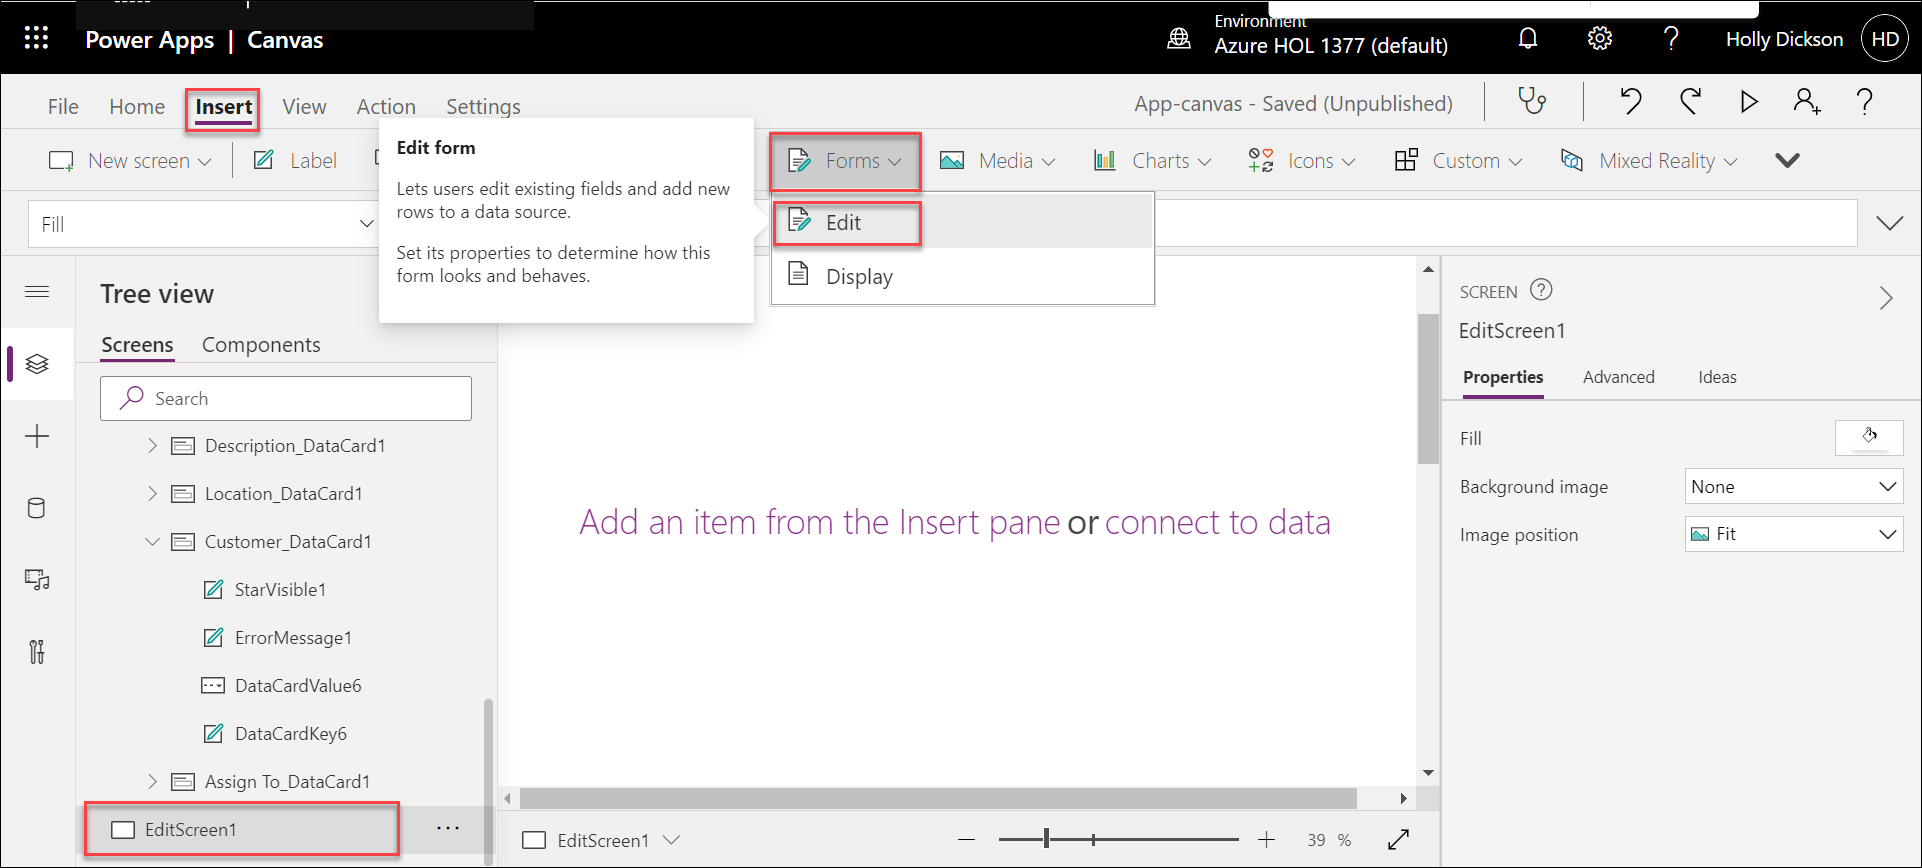 Environment
Power Apps | Canvas
Azure HOL 1377 (default)
Holly Dickson
HD
File
Home
Insert
View
Action
Settings
App-canvas - Saved (Unpublished)
New screen
Label
Forms
Media
Charts
Icons
Custom
Mixed Reality
Edit form
Lets users edit existing fields and add new
rows to a data source.
Set its properties to determine how this
form looks and behaves.
Edit
Display
Fill
Tree view
Screens
Components
Search
Description_DataCard1
Location_DataCard1
Customer_DataCard1
StarVisible1
ErrorMessage1
DataCardValue6
DataCardKey6
Assign To_DataCard1
EditScreen1
Add an item from the Insert pane or connect to data
EditScreen1
39 %
SCREEN
EditScreen1
Properties
Advanced
Ideas
Fill
Background image
None
Image position
Fit